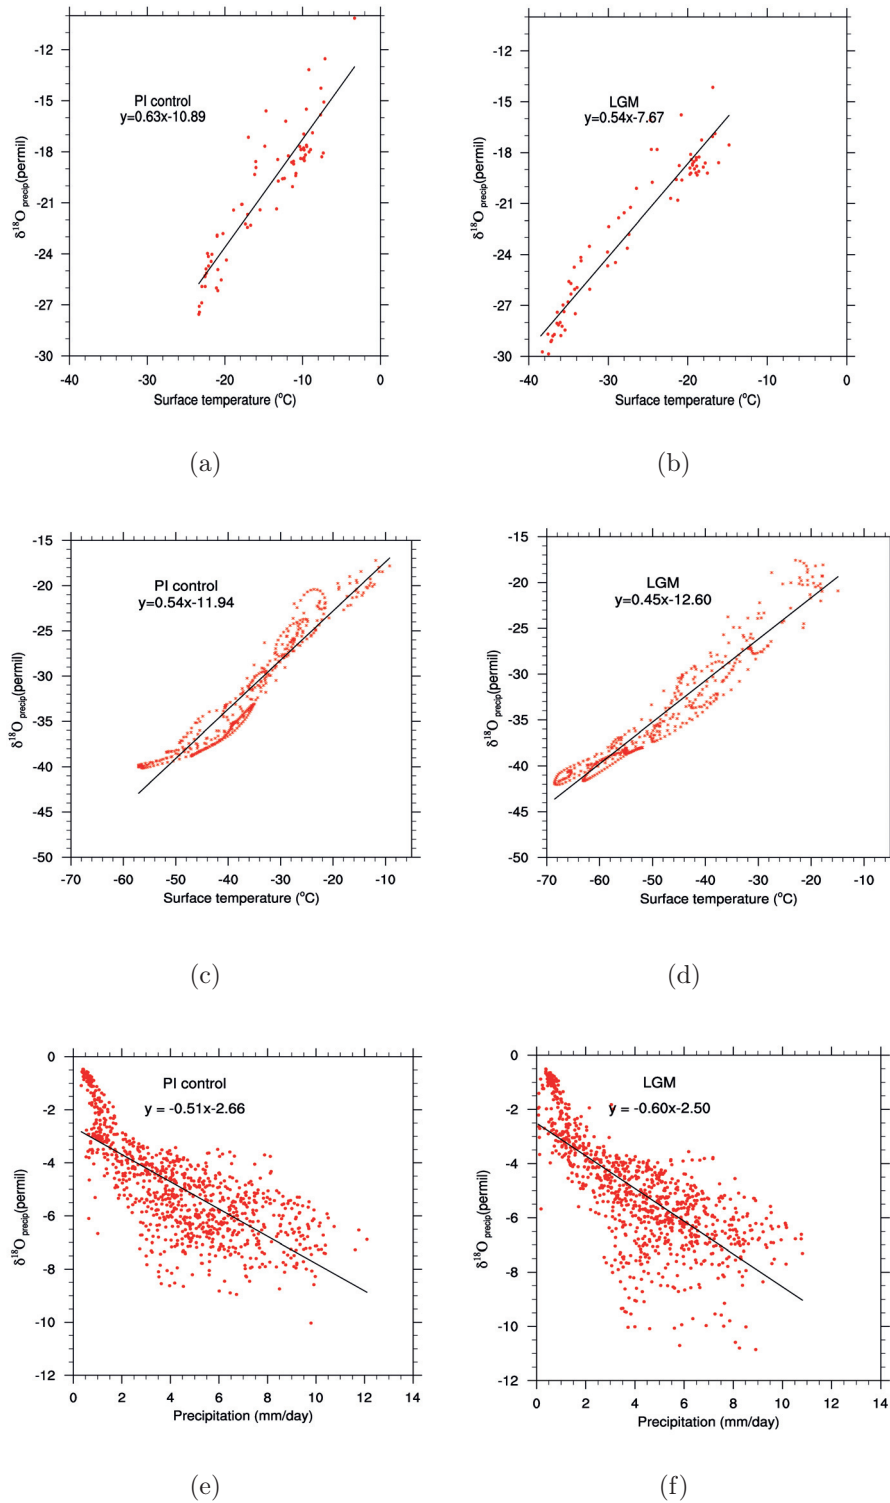 -12
-15
-18
-21
-24
-27
-30
δ¹⁸O precip(permil)
PI control
y=0.63x-10.89
-40 -30 -20 -10 0
Surface temperature (°C)
(a)
-12
-15
-18
-21
-24
-27
-30
δ¹⁸O precip(permil)
LGM
y=0.54x-7.67
-40 -30 -20 -10 0
Surface temperature (°C)
(b)
-15
-20
-25
-30
-35
-40
-45
-50
δ¹⁸O precip(permil)
PI control
y=0.54x-11.94
-70 -60 -50 -40 -30 -20 -10
Surface temperature (°C)
(c)
-15
-20
-25
-30
-35
-40
-45
-50
δ¹⁸O precip(permil)
LGM
y=0.45x-12.60
-70 -60 -50 -40 -30 -20 -10
Surface temperature (°C)
(d)
0
-2
-4
-6
-8
-10
-12
δ¹⁸O precip(permil)
PI control
y = -0.51x-2.66
0 2 4 6 8 10 12 14
Precipitation (mm/day)
(e)
0
-2
-4
-6
-8
-10
-12
δ¹⁸O precip(permil)
LGM
y = -0.60x-2.50
0 2 4 6 8 10 12 14
Precipitation (mm/day)
(f)